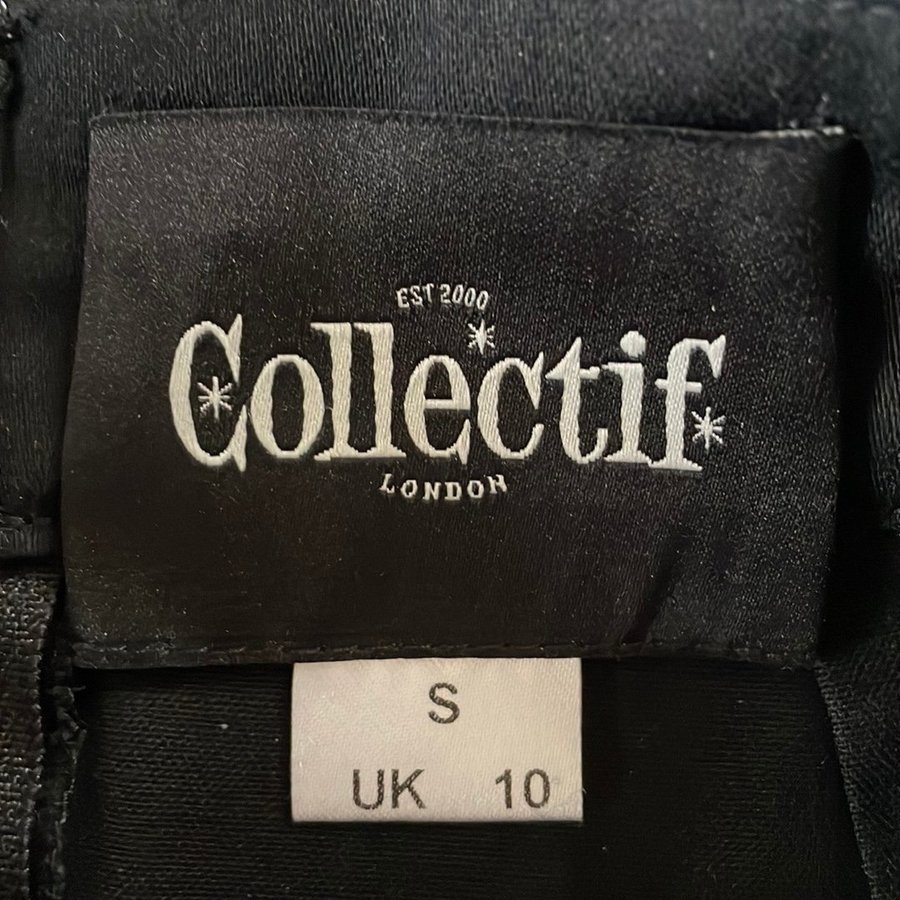 EST 2000
Collectif
LONDON
S
UK 10